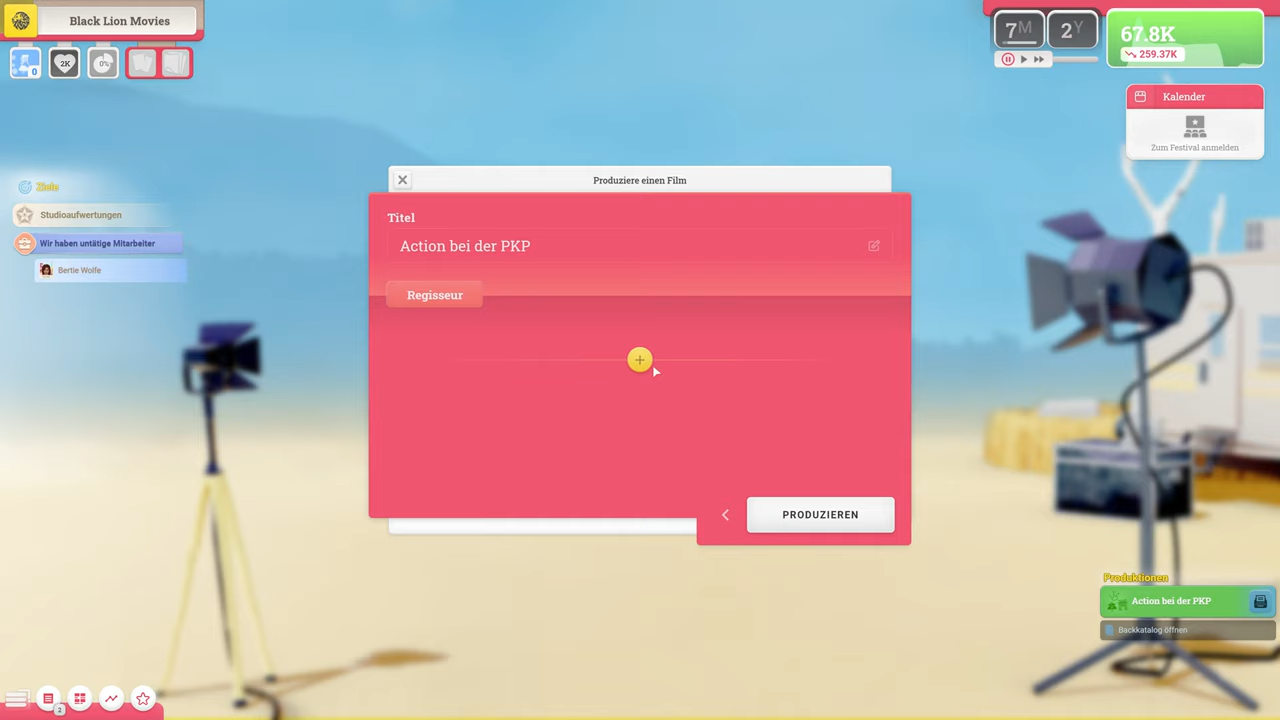 Black Lion Movies
0
2K
0%
7M
2Y
67.8K
259.37K
Kalender
Zum Festival anmelden
Ziele
Studioaufwertungen
Wir haben untätige Mitarbeiter
Bertie Wolfe
Produziere einen Film
Titel
Action bei der PKP
Regisseur
PRODUZIEREN
Produktionen
Action bei der PKP
Backkatalog öffnen
2